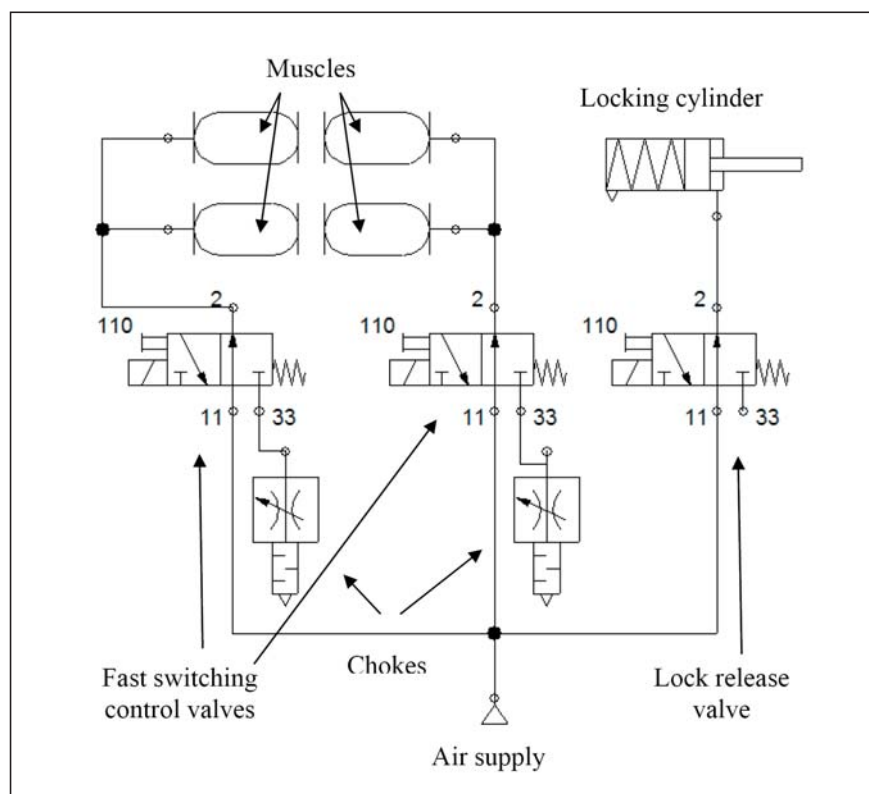 Muscles
Locking cylinder
2
2
2
110
110
110
11
33
11
33
11
33
Fast switching
control valves
Chokes
Lock release
valve
Air supply